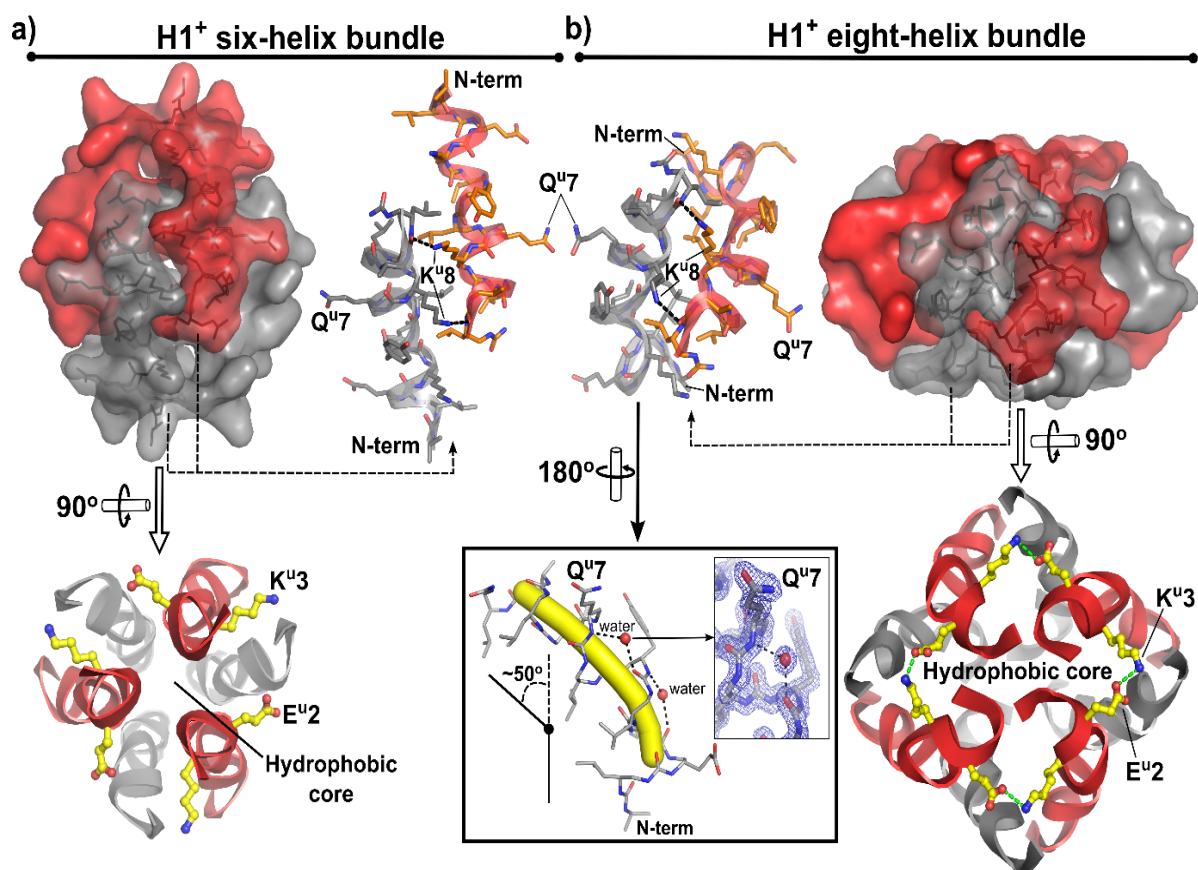 a)
H1⁺ six-helix bundle
N-term
Qᵘ7
Kᵘ8
Qᵘ7
N-term
90º
Kᵘ3
Eᵘ2
Hydrophobic
core
b)
H1⁺ eight-helix bundle
N-term
Kᵘ8
Qᵘ7
N-term
180º
90º
Qᵘ7
water
water
~50º
N-term
Qᵘ7
Kᵘ3
Hydrophobic core
Eᵘ2